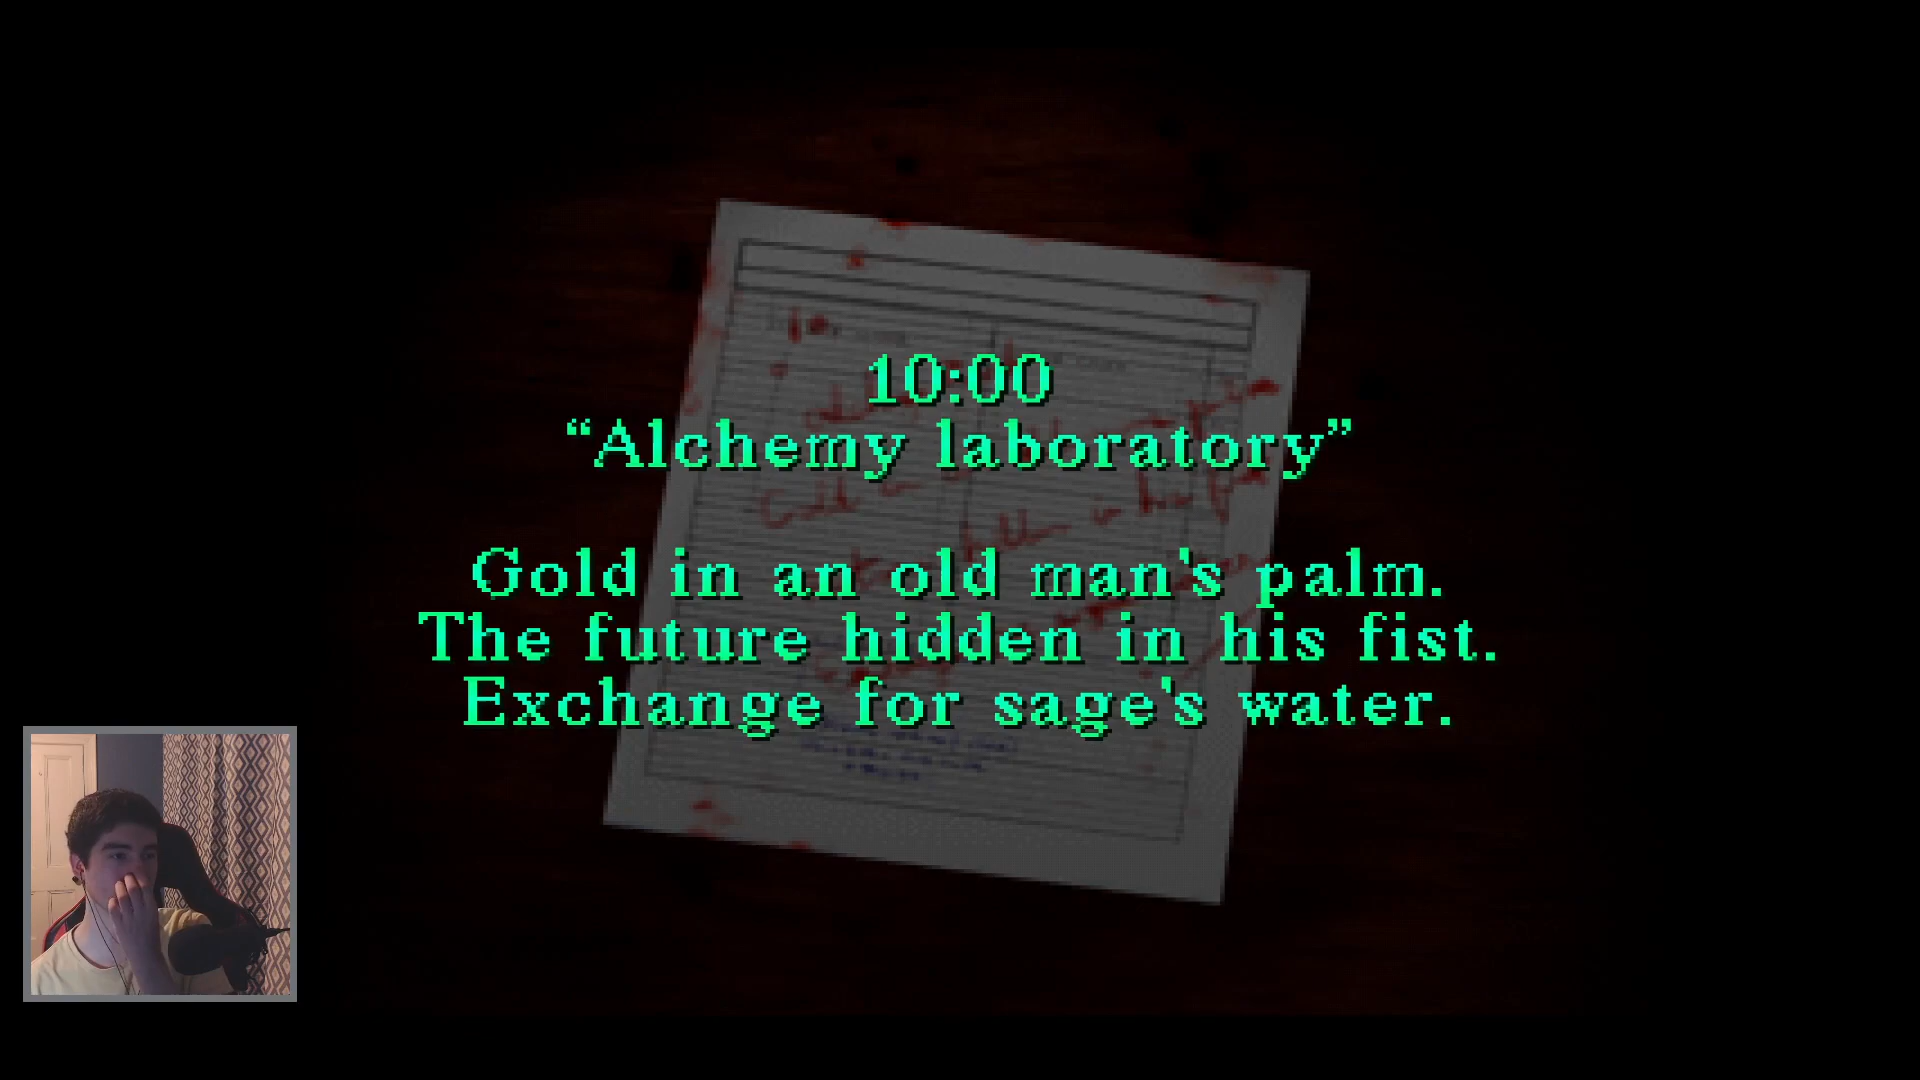 10:00
“Alchemy laboratory”
Gold in an old man's palm.
The future hidden in his fist.
Exchange for sage's water.